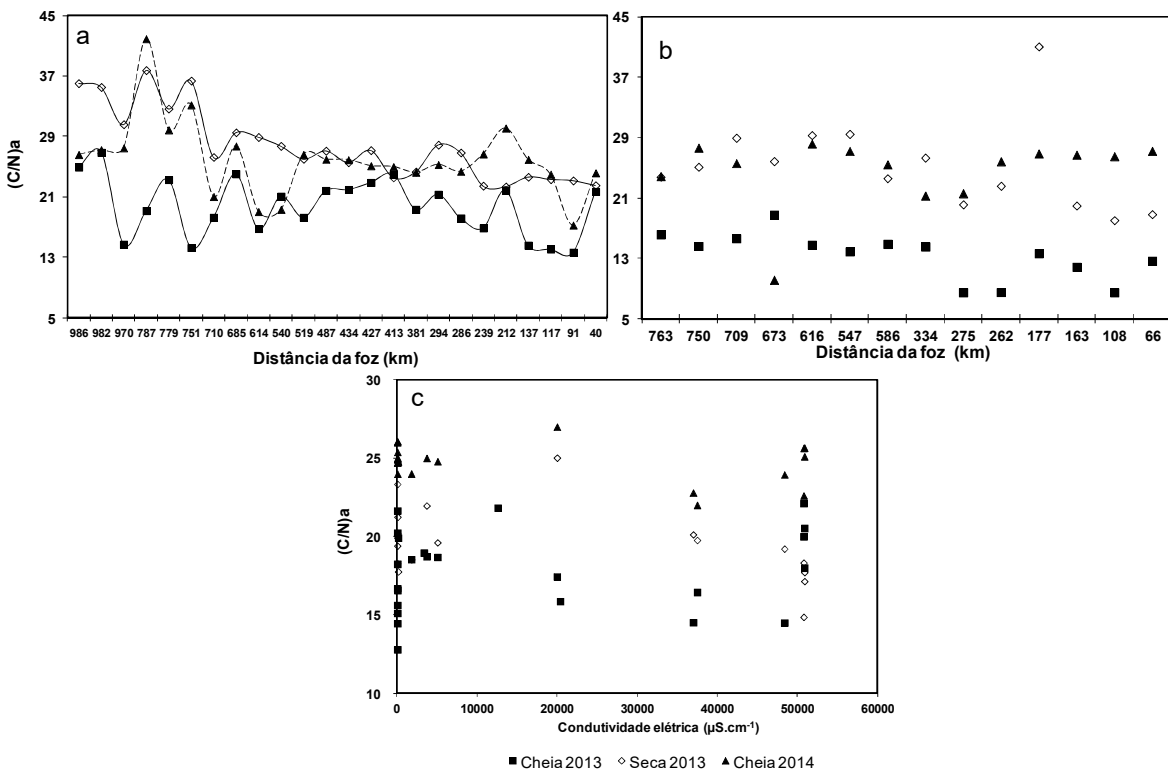 a
45
37
29
21
13
5
(C/N)a
986 982 970 787 779 751 710 685 614 540 519 487 434 427 413 381 294 286 239 212 137 117 91 40
Distância da foz (km)
b
45
37
29
21
13
5
763 750 709 673 616 547 586 334 275 262 177 163 108 66
Distância da foz (km)
c
30
25
20
15
10
(C/N)a
0 10000 20000 30000 40000 50000 60000
Condutividade elétrica (µS.cm⁻¹)
Cheia 2013 Seca 2013 Cheia 2014